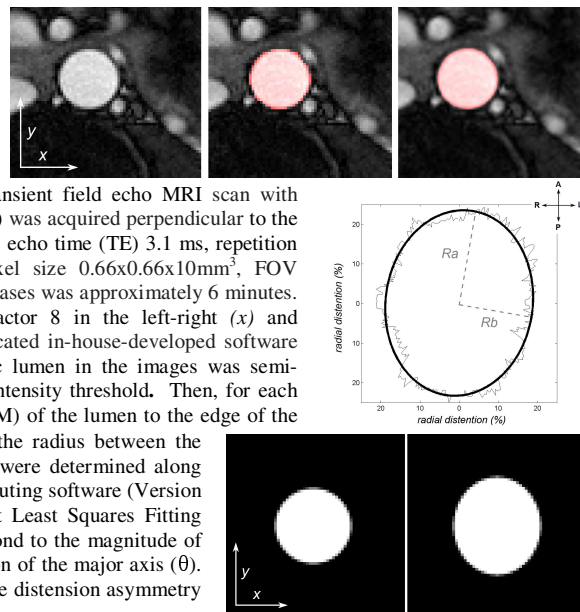 y
x
ansient field echo MRI scan with
) was acquired perpendicular to the
echo time (TE) 3.1 ms, repetition
xel size 0.66x0.66x10mm³, FOV
ases was approximately 6 minutes.
actor 8 in the left-right (x) and
cated in-house-developed software
c lumen in the images was semi-
ntensity threshold. Then, for each
M) of the lumen to the edge of the
the radius between the
were determined along
uting software (Version
t Least Squares Fitting
ond to the magnitude of
on of the major axis (θ).
e distension asymmetry
A
R L
P
radial distention (%)
20
10
0
10
20
Ra
Rb
20 10 0 10 20
radial distention (%)
y
x